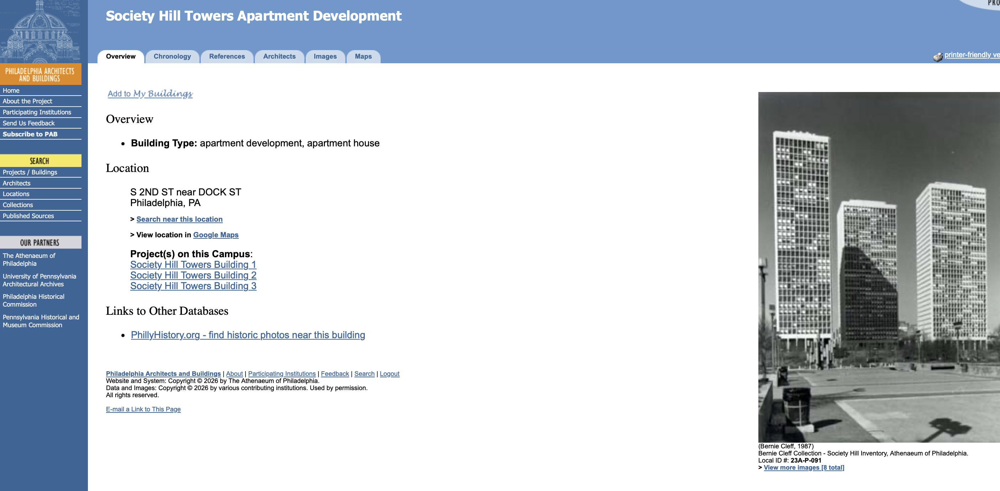 Society Hill Towers Apartment Development
Overview
Chronology
References
Architects
Images
Maps
printer-friendly
PHILADELPHIA ARCHITECTS
AND BUILDINGS
Home
About the Project
Participating Institutions
Send Us Feedback
Subscribe to PAB
SEARCH
Projects / Buildings
Architects
Locations
Collections
Published Sources
OUR PARTNERS
The Athenaeum of
Philadelphia
University of Pennsylvania
Architectural Archives
Philadelphia Historical
Commission
Pennsylvania Historical and
Museum Commission
Add to My Buildings
Overview
• Building Type: apartment development, apartment house
Location
S 2ND ST near DOCK ST
Philadelphia, PA
> Search near this location
> View location in Google Maps
Project(s) on this Campus:
Society Hill Towers Building 1
Society Hill Towers Building 2
Society Hill Towers Building 3
Links to Other Databases
• PhillyHistory.org - find historic photos near this building
Philadelphia Architects and Buildings | About | Participating Institutions | Feedback | Search | Logout
Website and System: Copyright © 2026 by The Athenaeum of Philadelphia.
Data and Images: Copyright © 2026 by various contributing institutions. Used by permission.
All rights reserved.
E-mail a Link to This Page
(Bernie Cleff, 1987)
Bernie Cleff Collection - Society Hill Inventory, Athenaeum of Philadelphia.
Local ID #: 23A-P-091
> View more images [8 total]